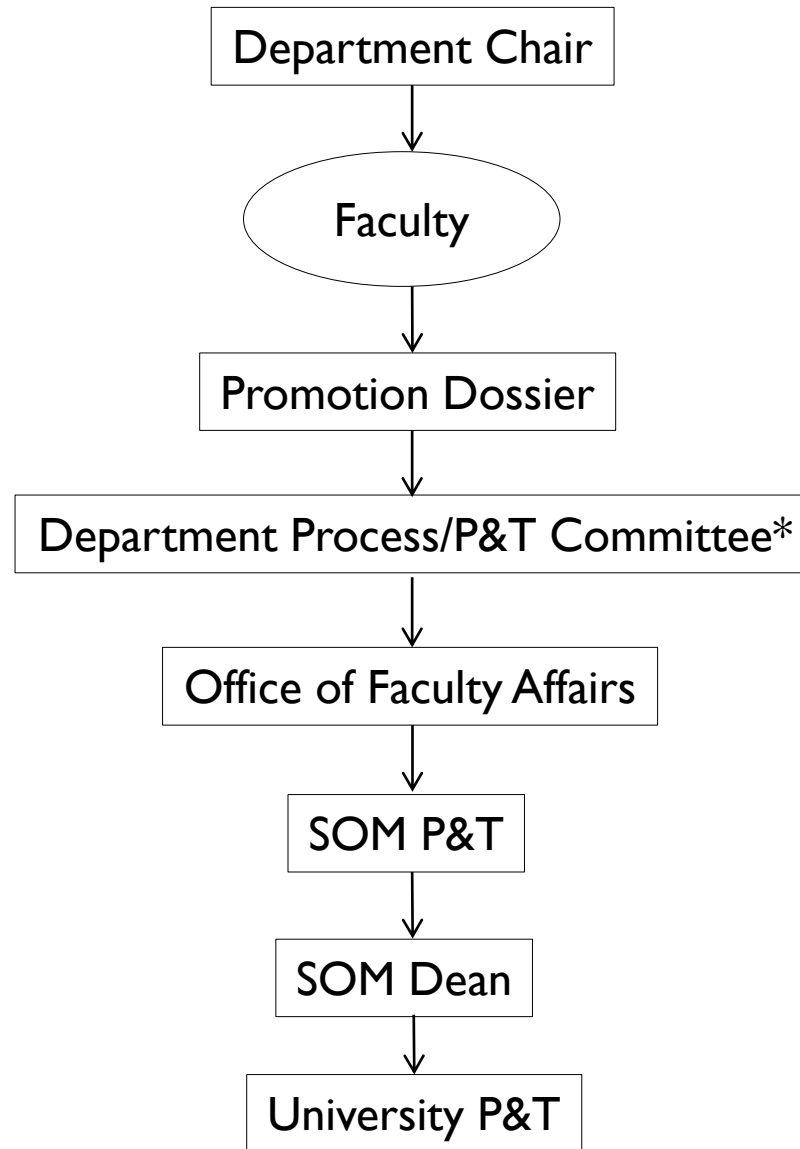 Department Chair
Faculty
Promotion Dossier
Department Process/P&T Committee*
Office of Faculty Affairs
SOM P&T
SOM Dean
University P&T